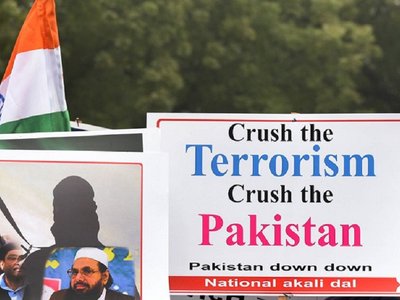 Crush the
Terrorism
Crush the
Pakistan
Pakistan down down
National akali dal